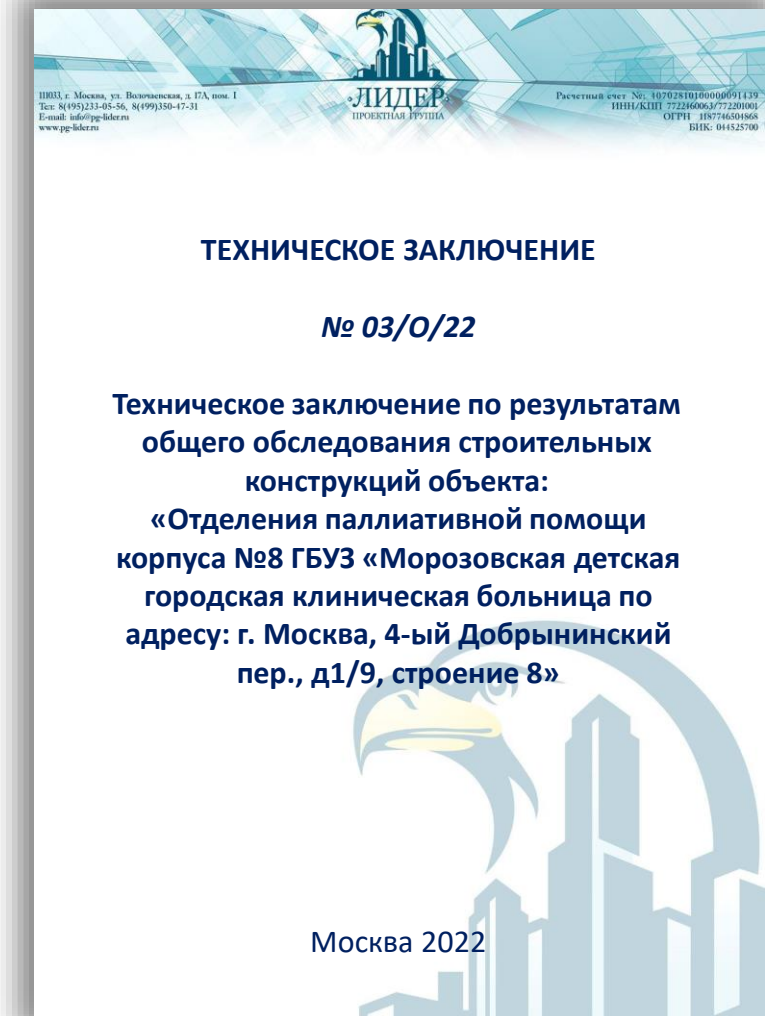 111033, г. Москва, ул. Волочаевская, д. 17А, пом. I
Тел: 8(495)233-05-56, 8(499)350-47-31
E-mail: info@pg-lider.ru
www.pg-lider.ru
ЛИДЕР
ПРОЕКТНАЯ ГРУППА
Расчетный счет №: 40702810100000091439
ИНН/КПП 7722460063/772201001
ОГРН 1187746504868
БИК: 044525700
ТЕХНИЧЕСКОЕ ЗАКЛЮЧЕНИЕ
№ 03/О/22
Техническое заключение по результатам
общего обследования строительных
конструкций объекта:
«Отделения паллиативной помощи
корпуса №8 ГБУЗ «Морозовская детская
городская клиническая больница по
адресу: г. Москва, 4-ый Добрынинский
пер., д1/9, строение 8»
Москва 2022